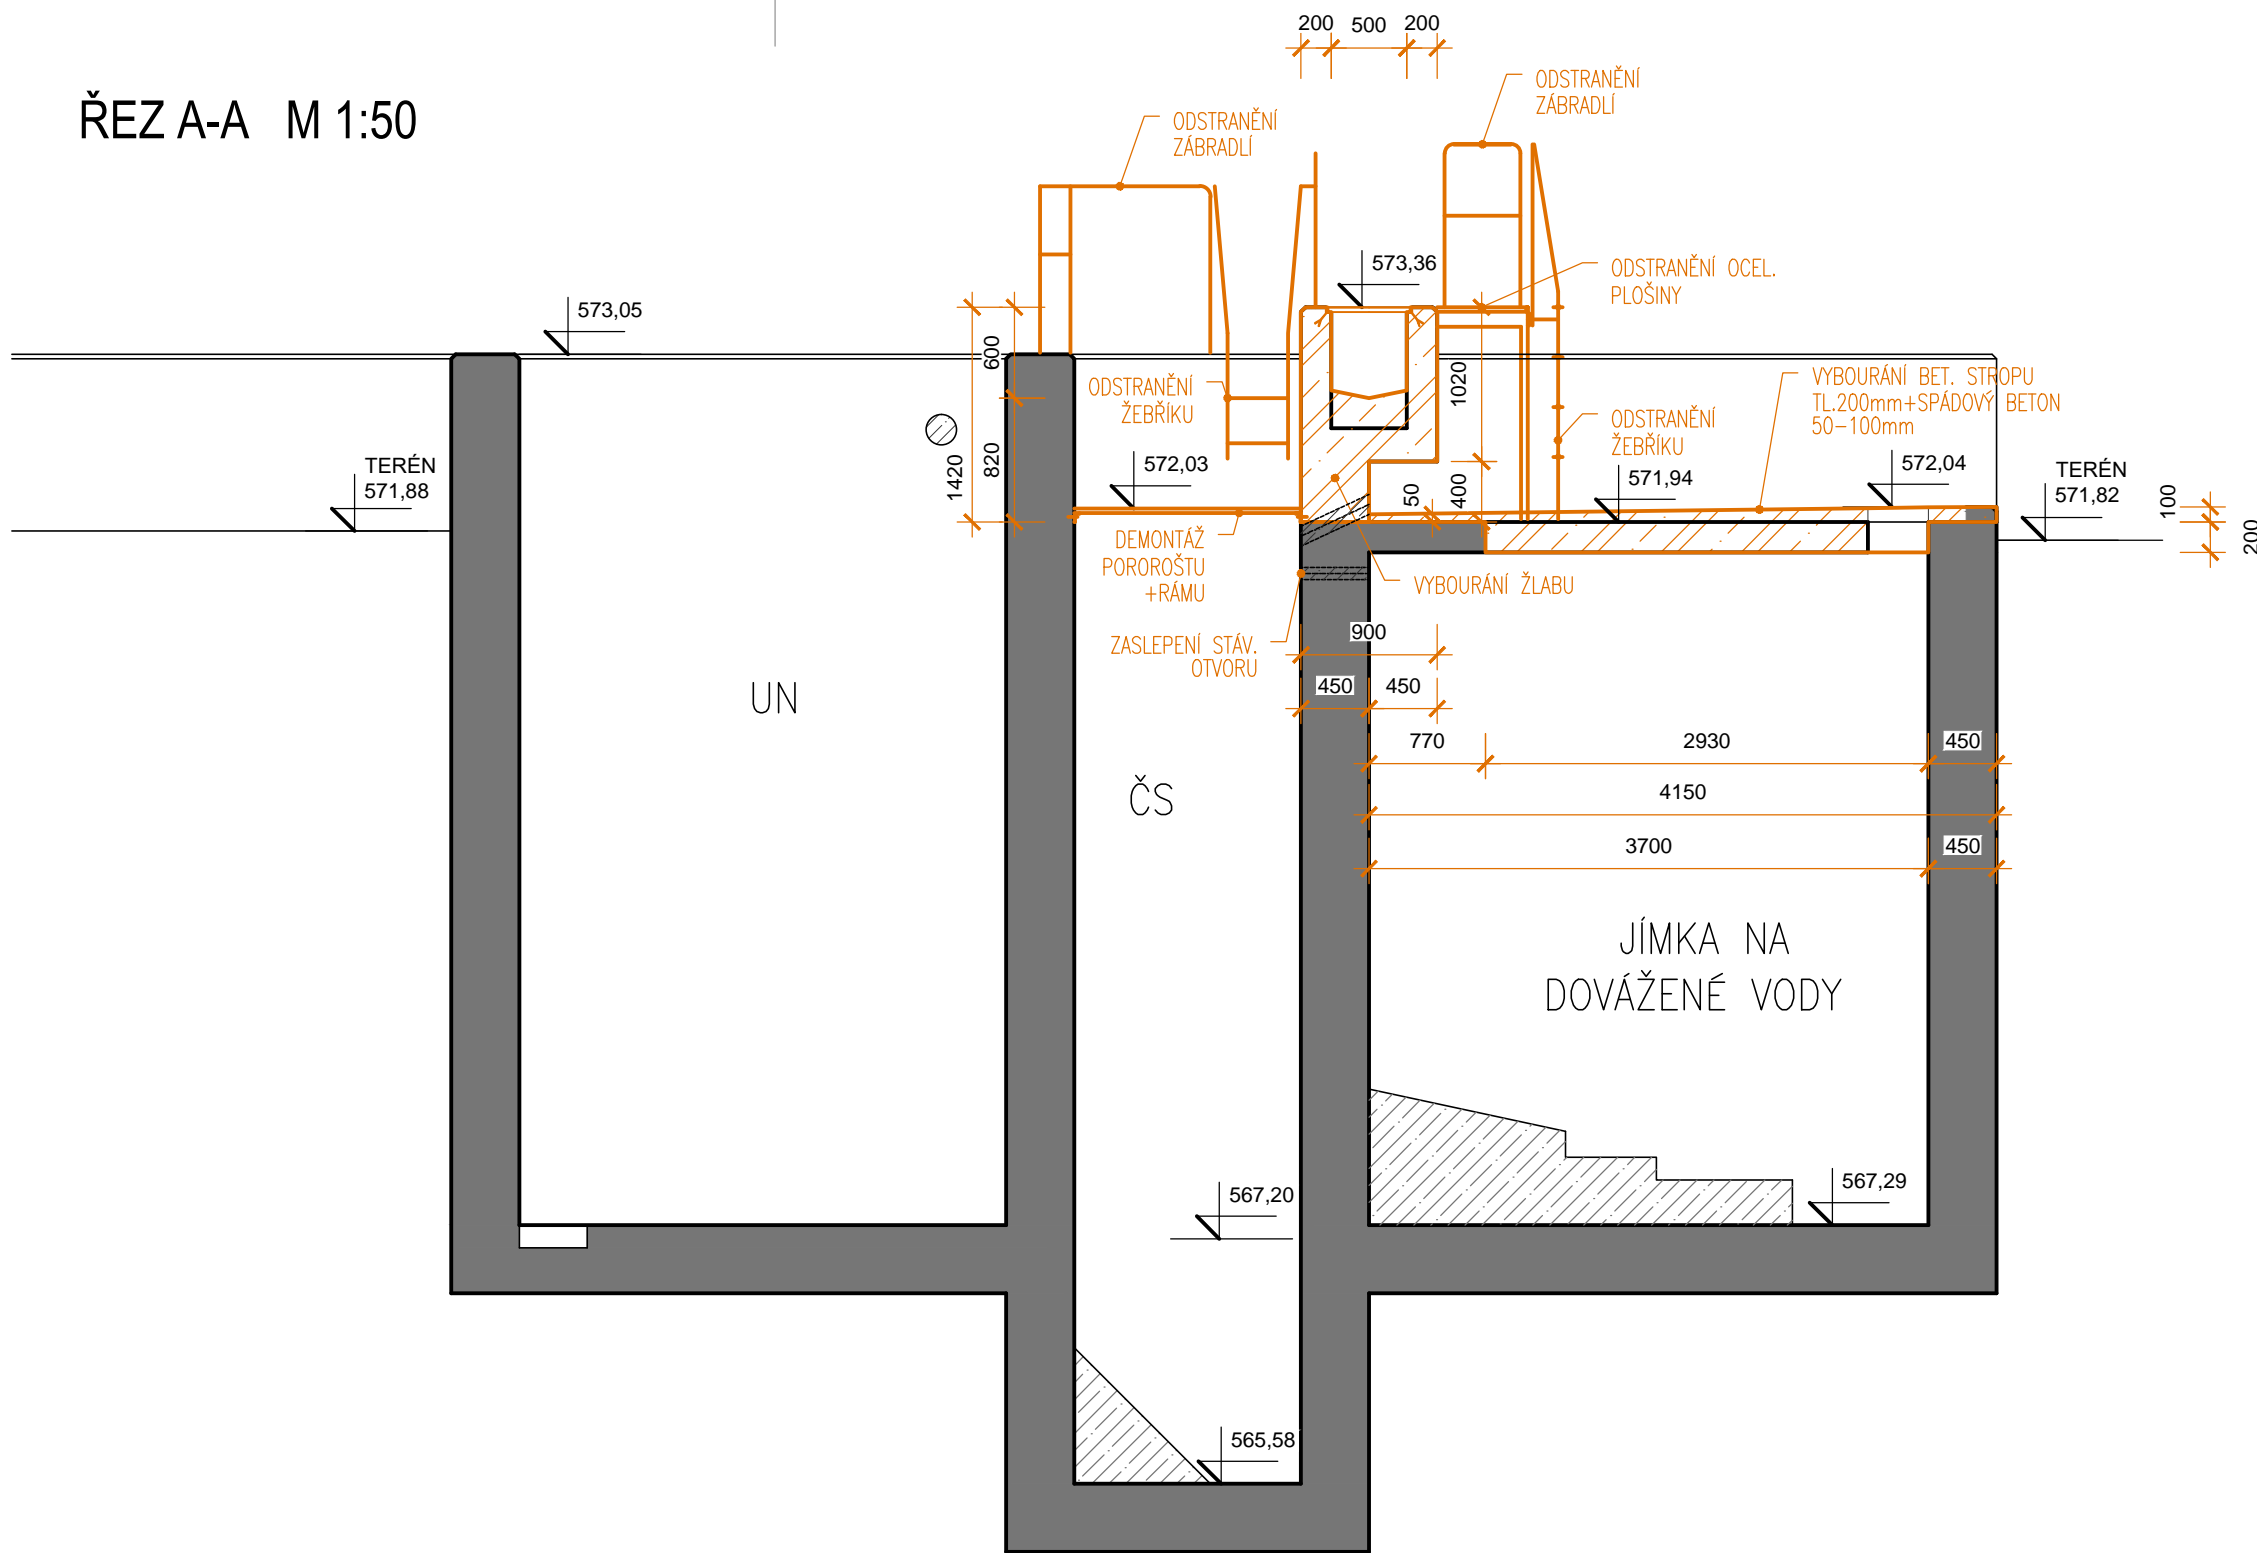 200 500 200
ŘEZ A-A M 1:50
ODSTRANĚNÍ
ZÁBRADLÍ
ODSTRANĚNÍ
ZÁBRADLÍ
573,36
ODSTRANĚNÍ OCEL.
PLOŠINY
573,05
600
820
1420
ODSTRANĚNÍ
ŽEBŘÍKU
1020
400
50
ODSTRANĚNÍ
ŽEBŘÍKU
VYBOURÁNÍ BET. STROPU
TL.200mm+SPÁDOVÝ BETON
50-100mm
TERÉN
571,88
572,03
571,94
572,04
TERÉN
571,82
100
200
DEMONTÁŽ
POROROŠTU
+RÁMU
VYBOURÁNÍ ŽLABU
ZASLEPENÍ STÁV.
OTVORU
900
450 450
770 2930 450
4150
3700 450
UN
ČS
JÍMKA NA
DOVÁŽENÉ VODY
567,20
567,29
565,58